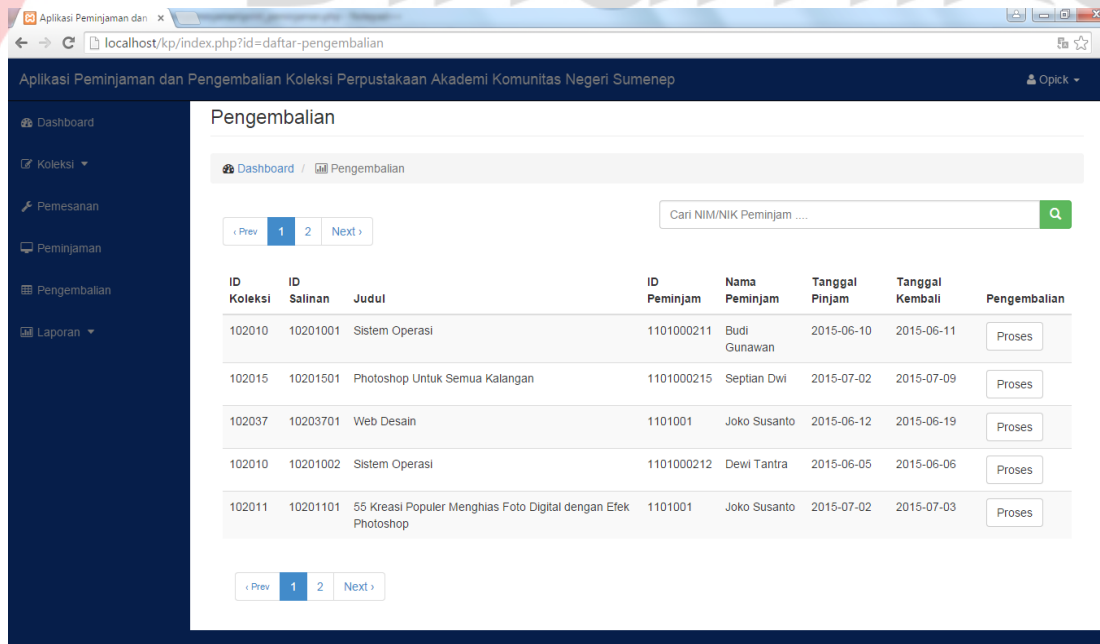 Aplikasi Peminjaman dan
localhost/kp/index.php?id=daftar-pengembalian
Aplikasi Peminjaman dan Pengembalian Koleksi Perpustakaan Akademi Komunitas Negeri Sumenep Opick
Dashboard
Koleksi
Pemesanan
Peminjaman
Pengembalian
Laporan
Pengembalian
Dashboard / Pengembalian
‹ Prev 1 2 Next ›
Cari NIM/NIK Peminjam ....
ID Koleksi ID Salinan Judul ID Peminjam Nama Peminjam Tanggal Pinjam Tanggal Kembali Pengembalian
102010 10201001 Sistem Operasi 1101000211 Budi Gunawan 2015-06-10 2015-06-11 Proses
102015 10201501 Photoshop Untuk Semua Kalangan 1101000215 Septian Dwi 2015-07-02 2015-07-09 Proses
102037 10203701 Web Desain 1101001 Joko Susanto 2015-06-12 2015-06-19 Proses
102010 10201002 Sistem Operasi 1101000212 Dewi Tantra 2015-06-05 2015-06-06 Proses
102011 10201101 55 Kreasi Populer Menghias Foto Digital dengan Efek Photoshop 1101001 Joko Susanto 2015-07-02 2015-07-03 Proses
‹ Prev 1 2 Next ›